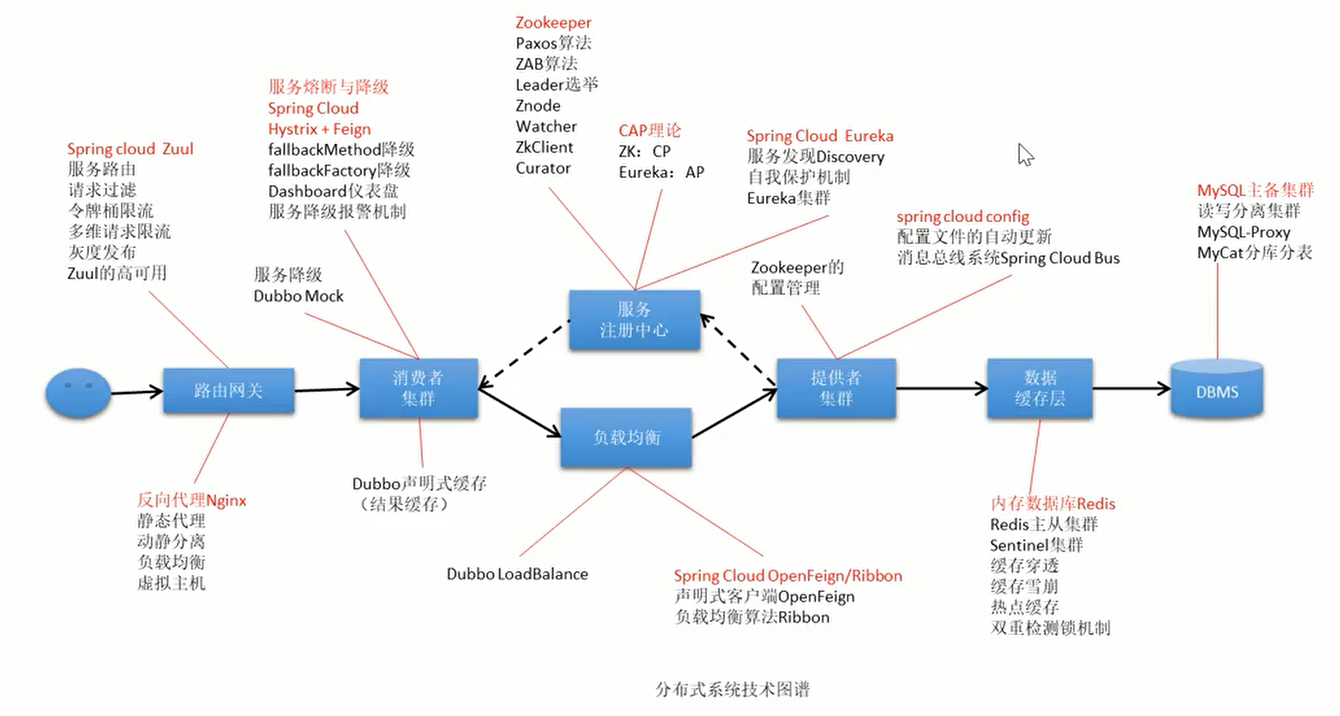 Zookeeper
Paxos算法
ZAB算法
Leader选举
Znode
Watcher
ZkClient
Curator
CAP理论
ZK：CP
Eureka：AP
Spring Cloud Eureka
服务发现Discovery
自我保护机制
Eureka集群
服务熔断与降级
Spring Cloud
Hystrix + Feign
fallbackMethod降级
fallbackFactory降级
Dashboard仪表盘
服务降级报警机制
Spring cloud Zuul
服务路由
请求过滤
令牌桶限流
多维请求限流
灰度发布
Zuul的高可用
服务降级
Dubbo Mock
spring cloud config
配置文件的自动更新
消息总线系统Spring Cloud Bus
Zookeeper的
配置管理
MySQL主备集群
读写分离集群
MySQL-Proxy
MyCat分库分表
服务
注册中心
路由网关
消费者
集群
负载均衡
提供者
集群
数据
缓存层
DBMS
反向代理Nginx
静态代理
动静分离
负载均衡
虚拟主机
Dubbo声明式缓存
（结果缓存）
Dubbo LoadBalance
Spring Cloud OpenFeign/Ribbon
声明式客户端OpenFeign
负载均衡算法Ribbon
内存数据库Redis
Redis主从集群
Sentinel集群
缓存穿透
缓存雪崩
热点缓存
双重检测锁机制
分布式系统技术图谱